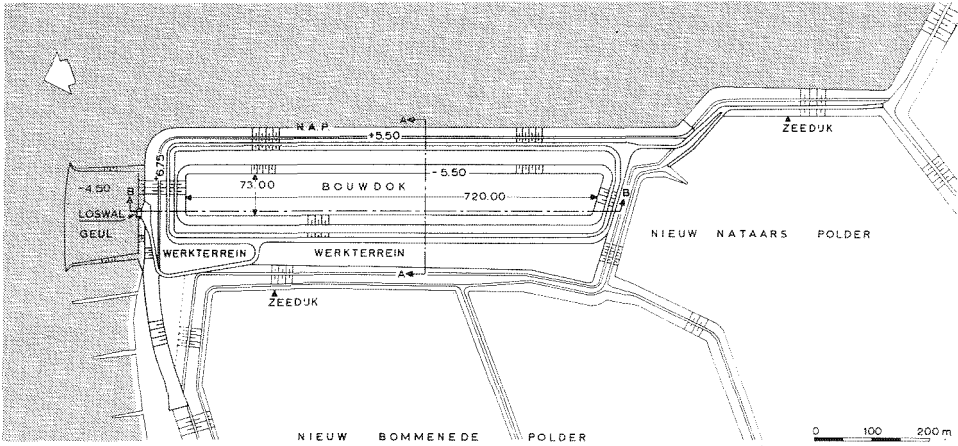 A
N.A.P.
+5.50
ZEEDIJK
+6.75
-5.50
-4.50
B
73.00
BOUWDOK
B
720.00
LOSWAL
GEUL
NIEUW NATAARS POLDER
WERKTERREIN
WERKTERREIN
A
ZEEDIJK
NIEUW BOMMENEDE POLDER
0 100 200 m